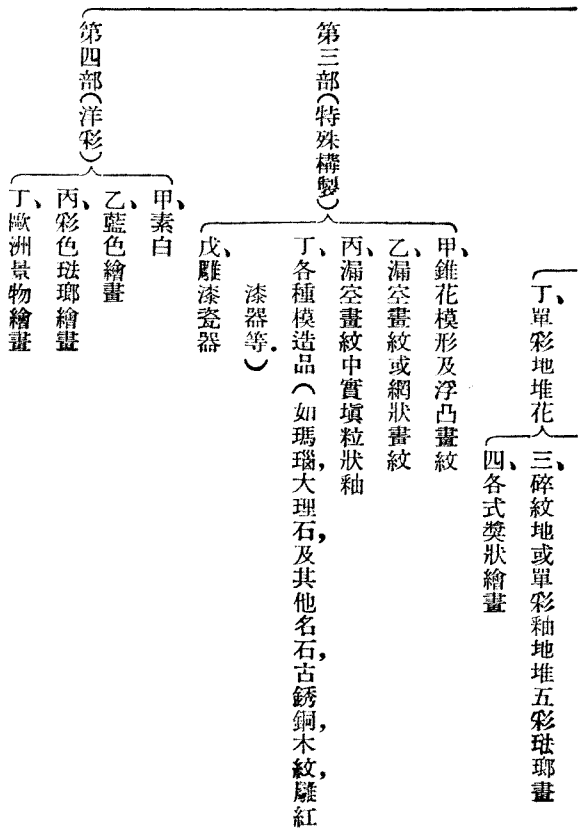 丁、單彩地堆花
三、碎紋地或單彩釉地堆五彩琺瑯畫
四、各式獎狀繪畫
第三部(特殊構製)
甲、錐花模形及浮凸畫紋
乙、漏空畫紋或網狀畫紋
丙、漏空畫紋中實塡粒狀釉
丁、各種模造品(如瑪瑙，大理石，及其他名石，古銹銅，木紋，雕紅
漆器等。)
戊、雕漆瓷器
第四部(洋彩)
甲、素白
乙、藍色繪畫
丙、彩色琺瑯繪畫
丁、歐洲景物繪畫